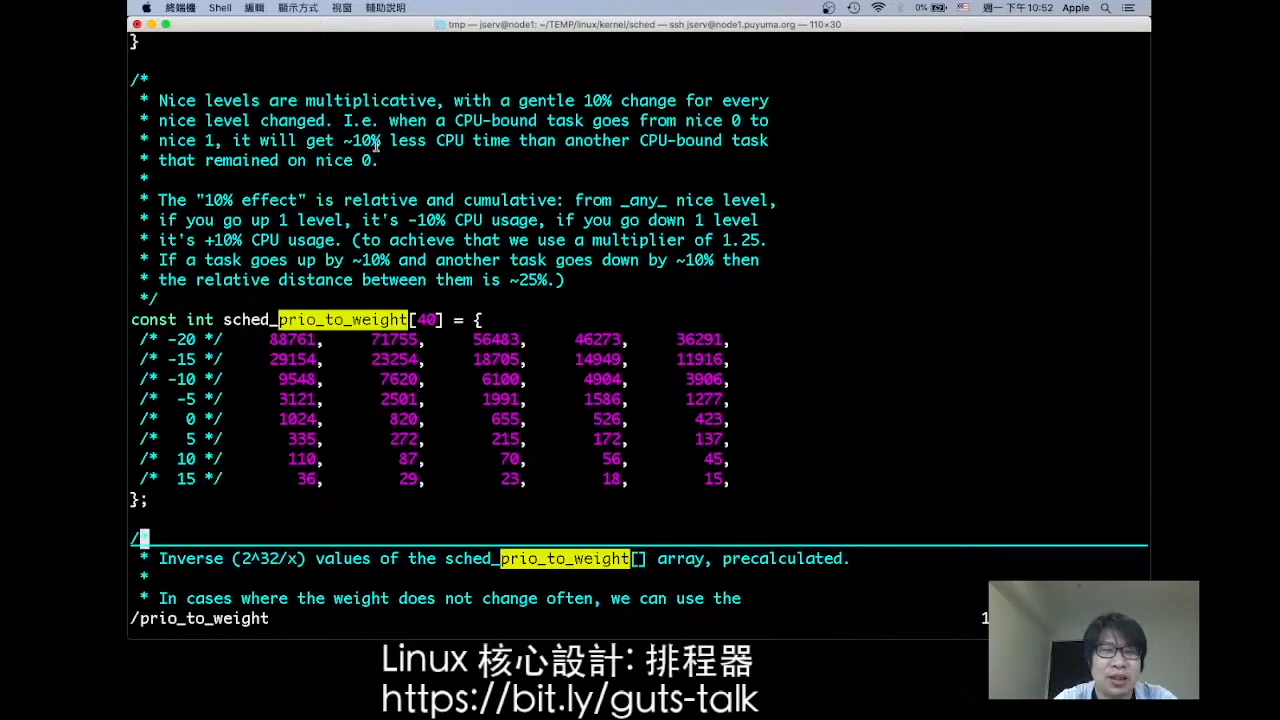 終端機 Shell 編輯 顯示方式 視窗 輔助說明 0% 週一 下午10:52 Apple
tmp — jserv@node1: ~/TEMP/linux/kernel/sched — ssh jserv@node1.puyuma.org — 110×30
}
/*
* Nice levels are multiplicative, with a gentle 10% change for every
* nice level changed. I.e. when a CPU-bound task goes from nice 0 to
* nice 1, it will get ~10% less CPU time than another CPU-bound task
* that remained on nice 0.
*
* The "10% effect" is relative and cumulative: from _any_ nice level,
* if you go up 1 level, it's -10% CPU usage, if you go down 1 level
* it's +10% CPU usage. (to achieve that we use a multiplier of 1.25.
* If a task goes up by ~10% and another task goes down by ~10% then
* the relative distance between them is ~25%.)
*/
const int sched_prio_to_weight[40] = {
/* -20 */ 88761, 71755, 56483, 46273, 36291,
/* -15 */ 29154, 23254, 18705, 14949, 11916,
/* -10 */ 9548, 7620, 6100, 4904, 3906,
/* -5 */ 3121, 2501, 1991, 1586, 1277,
/* 0 */ 1024, 820, 655, 526, 423,
/* 5 */ 335, 272, 215, 172, 137,
/* 10 */ 110, 87, 70, 56, 45,
/* 15 */ 36, 29, 23, 18, 15,
};
/*
* Inverse (2^32/x) values of the sched_prio_to_weight[] array, precalculated.
*
* In cases where the weight does not change often, we can use the
/prio_to_weight 1
Linux 核心設計: 排程器
https://bit.ly/guts-talk